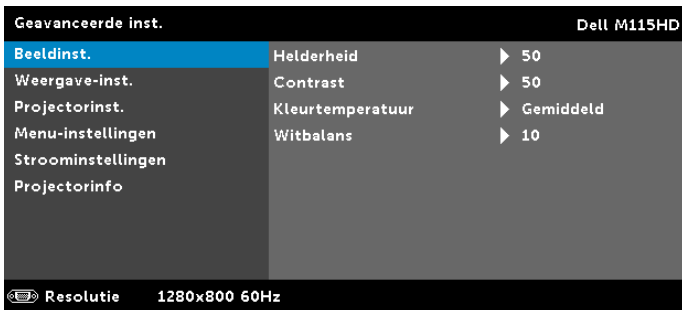 Geavanceerde inst. Dell M115HD
Beeldinst. Helderheid 50
Weergave-inst. Contrast 50
Projectorinst. Kleurtemperatuur Gemiddeld
Menu-instellingen Witbalans 10
Stroominstellingen
Projectorinfo
Resolutie 1280x800 60Hz